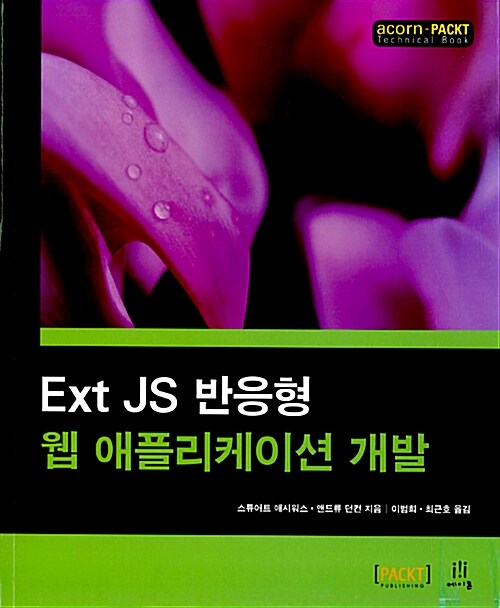 acorn-PACKT
Technical Book
Ext JS 반응형
웹 애플리케이션 개발
스튜어트 애시워스 · 앤드류 던컨 지음 | 이범희 · 최근호 옮김
[PACKT]
PUBLISHING
에이콘